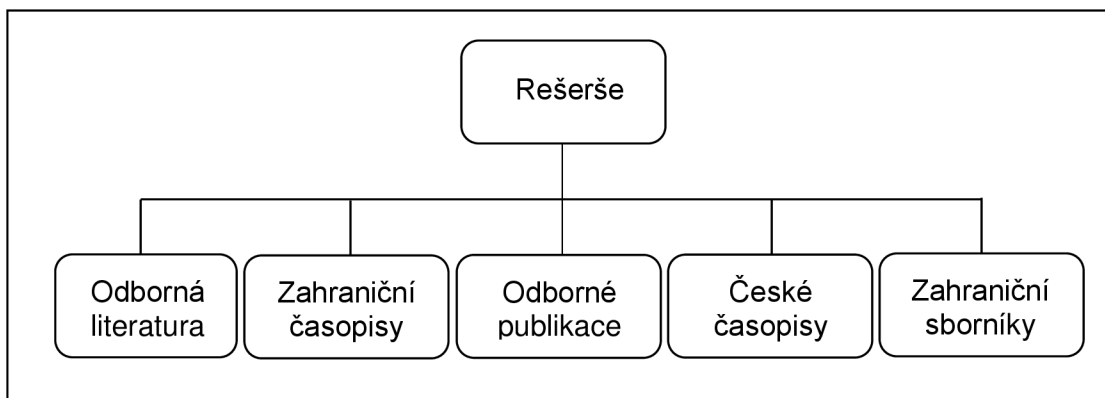 Rešerše
Odborná
literatura
Zahraniční
časopisy
Odborné
publikace
České
časopisy
Zahraniční
sborníky